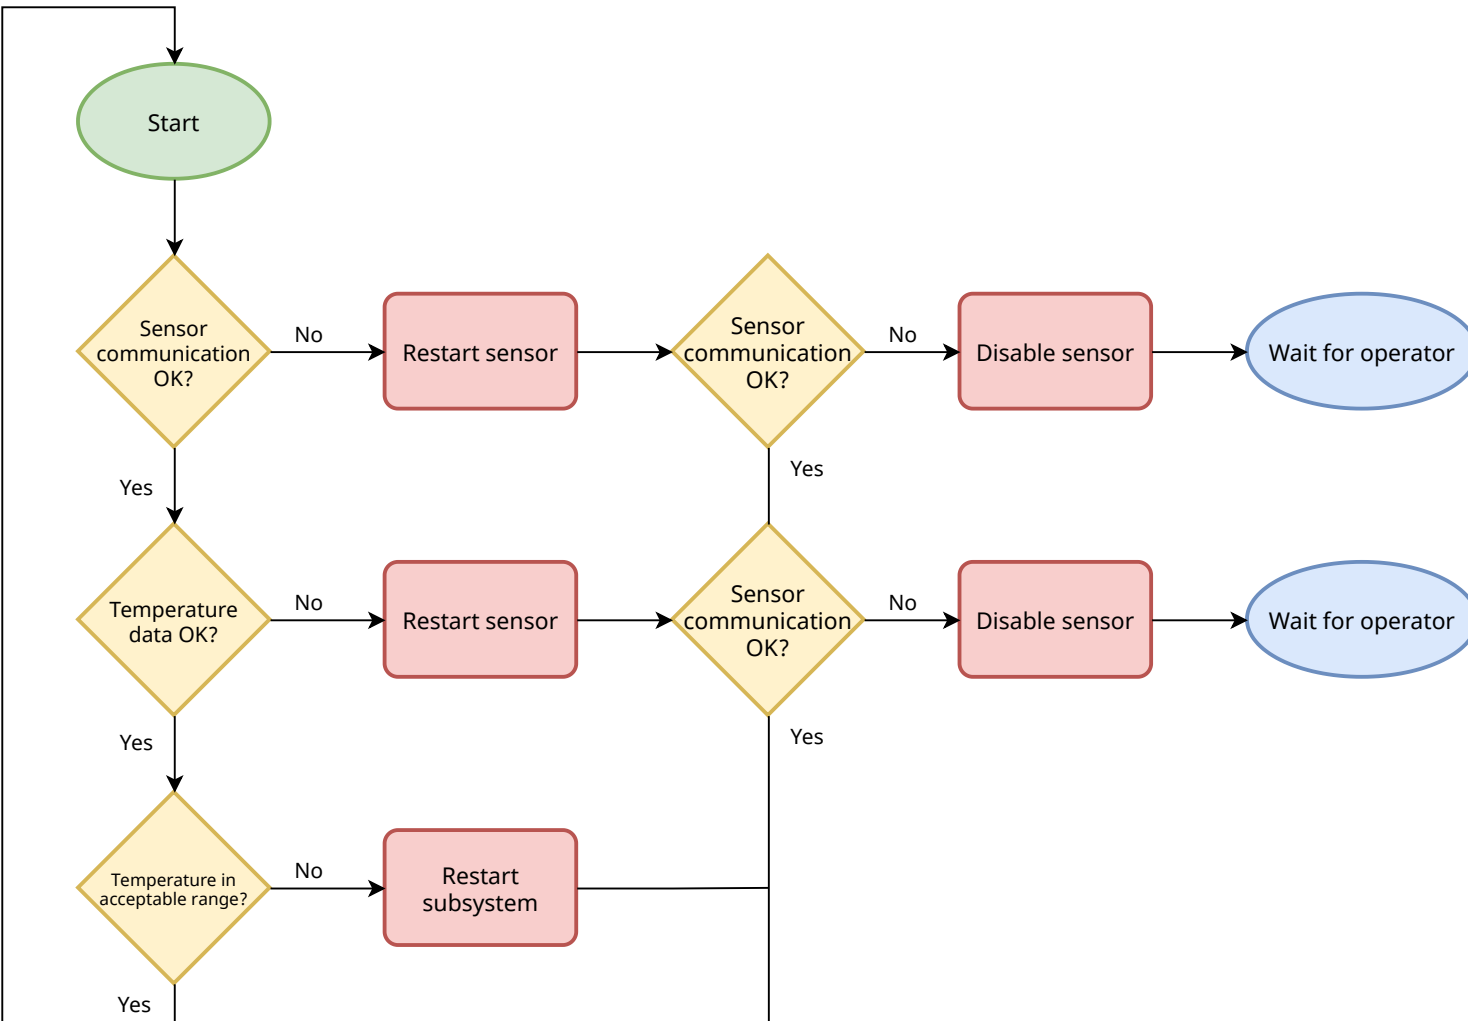 Start
Sensor
communication
OK?
No
Restart sensor
Sensor
communication
OK?
No
Disable sensor
Wait for operator
Yes
Yes
Temperature
data OK?
No
Restart sensor
Sensor
communication
OK?
No
Disable sensor
Wait for operator
Yes
Yes
Temperature in
acceptable range?
No
Restart
subsystem
Yes